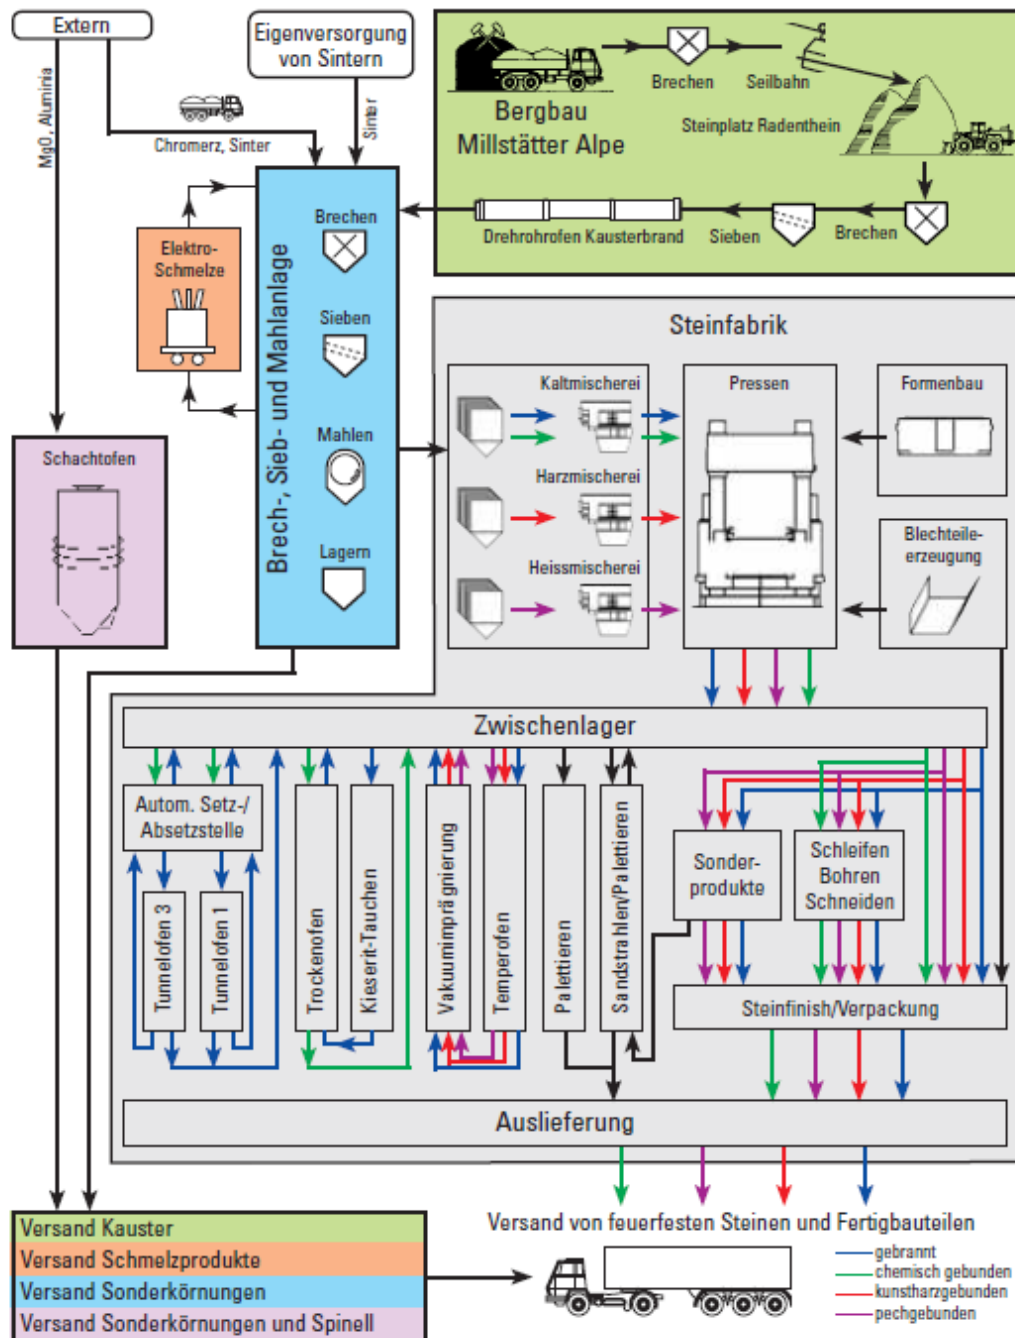 Extern
Eigenversorgung
von Sintern
MgO, Aluminia
Chromerz, Sinter
Sinter
Bergbau
Millstätter Alpe
Brechen
Seilbahn
Steinplatz Radenthein
Drehrohrofen Kausterbrand
Sieben
Brechen
Elektro-
Schmelze
Brech-, Sieb- und Mahlanlage
Brechen
Sieben
Mahlen
Lagern
Schachtofen
Steinfabrik
Kaltmischerei
Harzmischerei
Heissmischerei
Pressen
Formenbau
Blechteile-
erzeugung
Zwischenlager
Autom. Setz-/
Absetzstelle
Tunnelofen 3
Tunnelofen 1
Trockenofen
Kieserit-Tauchen
Vakuumimprägnierung
Temperofen
Palettieren
Sandstrahlen/Palettieren
Sonder-
produkte
Schleifen
Bohren
Schneiden
Steinfinish/Verpackung
Auslieferung
Versand Kauster
Versand Schmelzprodukte
Versand Sonderkörnungen
Versand Sonderkörnungen und Spinell
Versand von feuerfesten Steinen und Fertigbauteilen
gebrannt
chemisch gebunden
kunstharzgebunden
pechgebunden